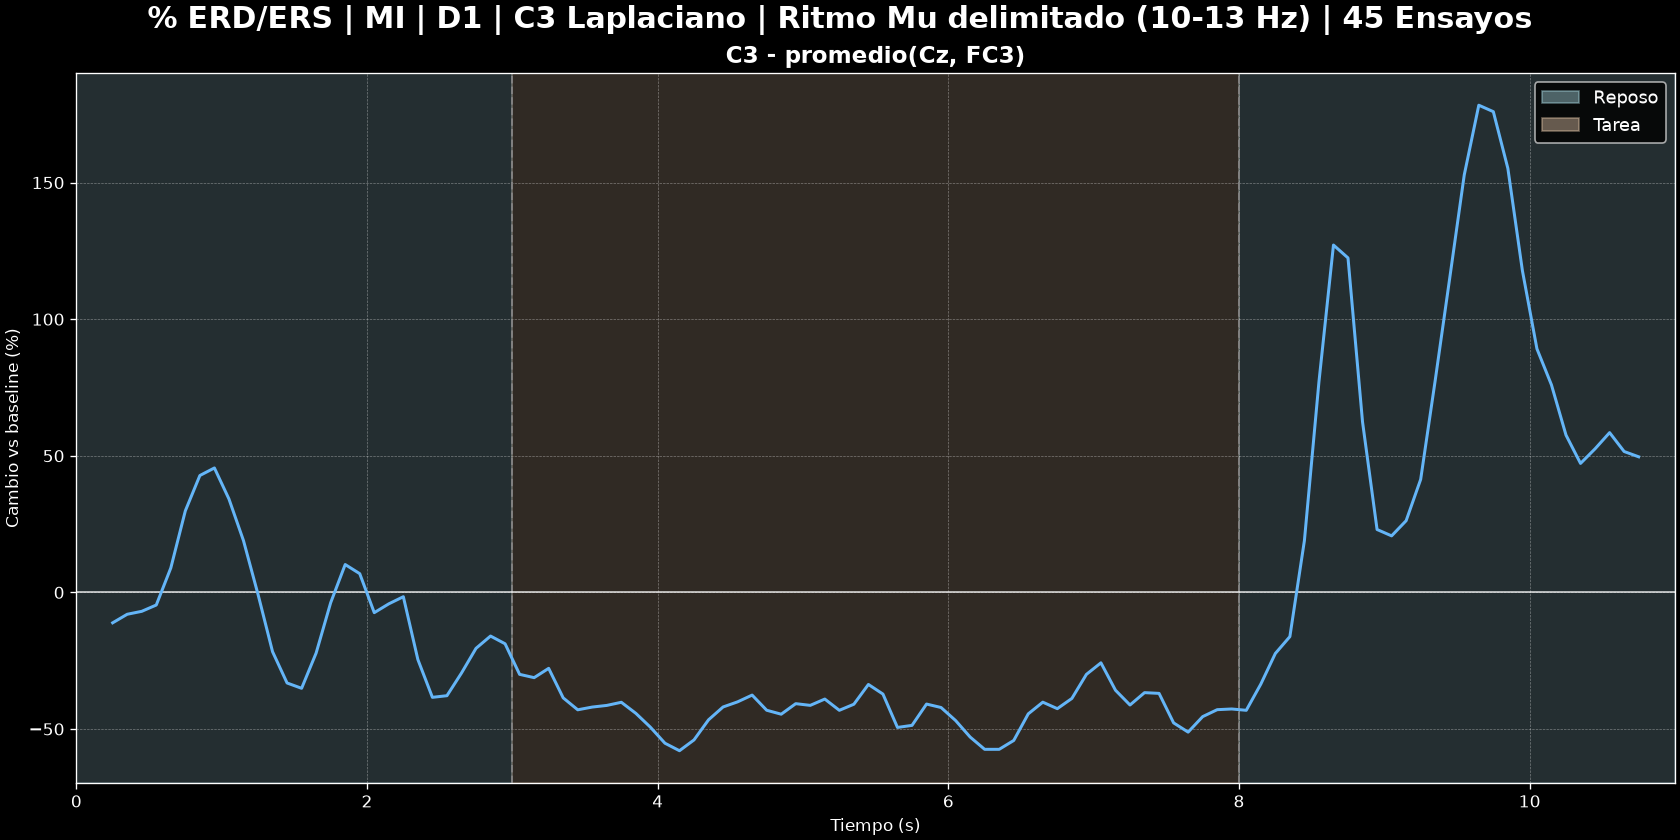 % ERD/ERS | MI | D1 | C3 Laplaciano | Ritmo Mu delimitado (10-13 Hz) | 45 Ensayos
C3 - promedio(Cz, FC3)
Reposo
Tarea
Cambio vs baseline (%)
150
100
50
0
−50
0
2
4
6
8
10
Tiempo (s)